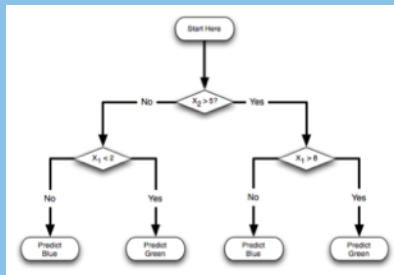 Start Here
X₂ > 5?
No
Yes
X₁ < 2
X₁ > 8
No
Yes
No
Yes
Predict
Blue
Predict
Green
Predict
Blue
Predict
Green